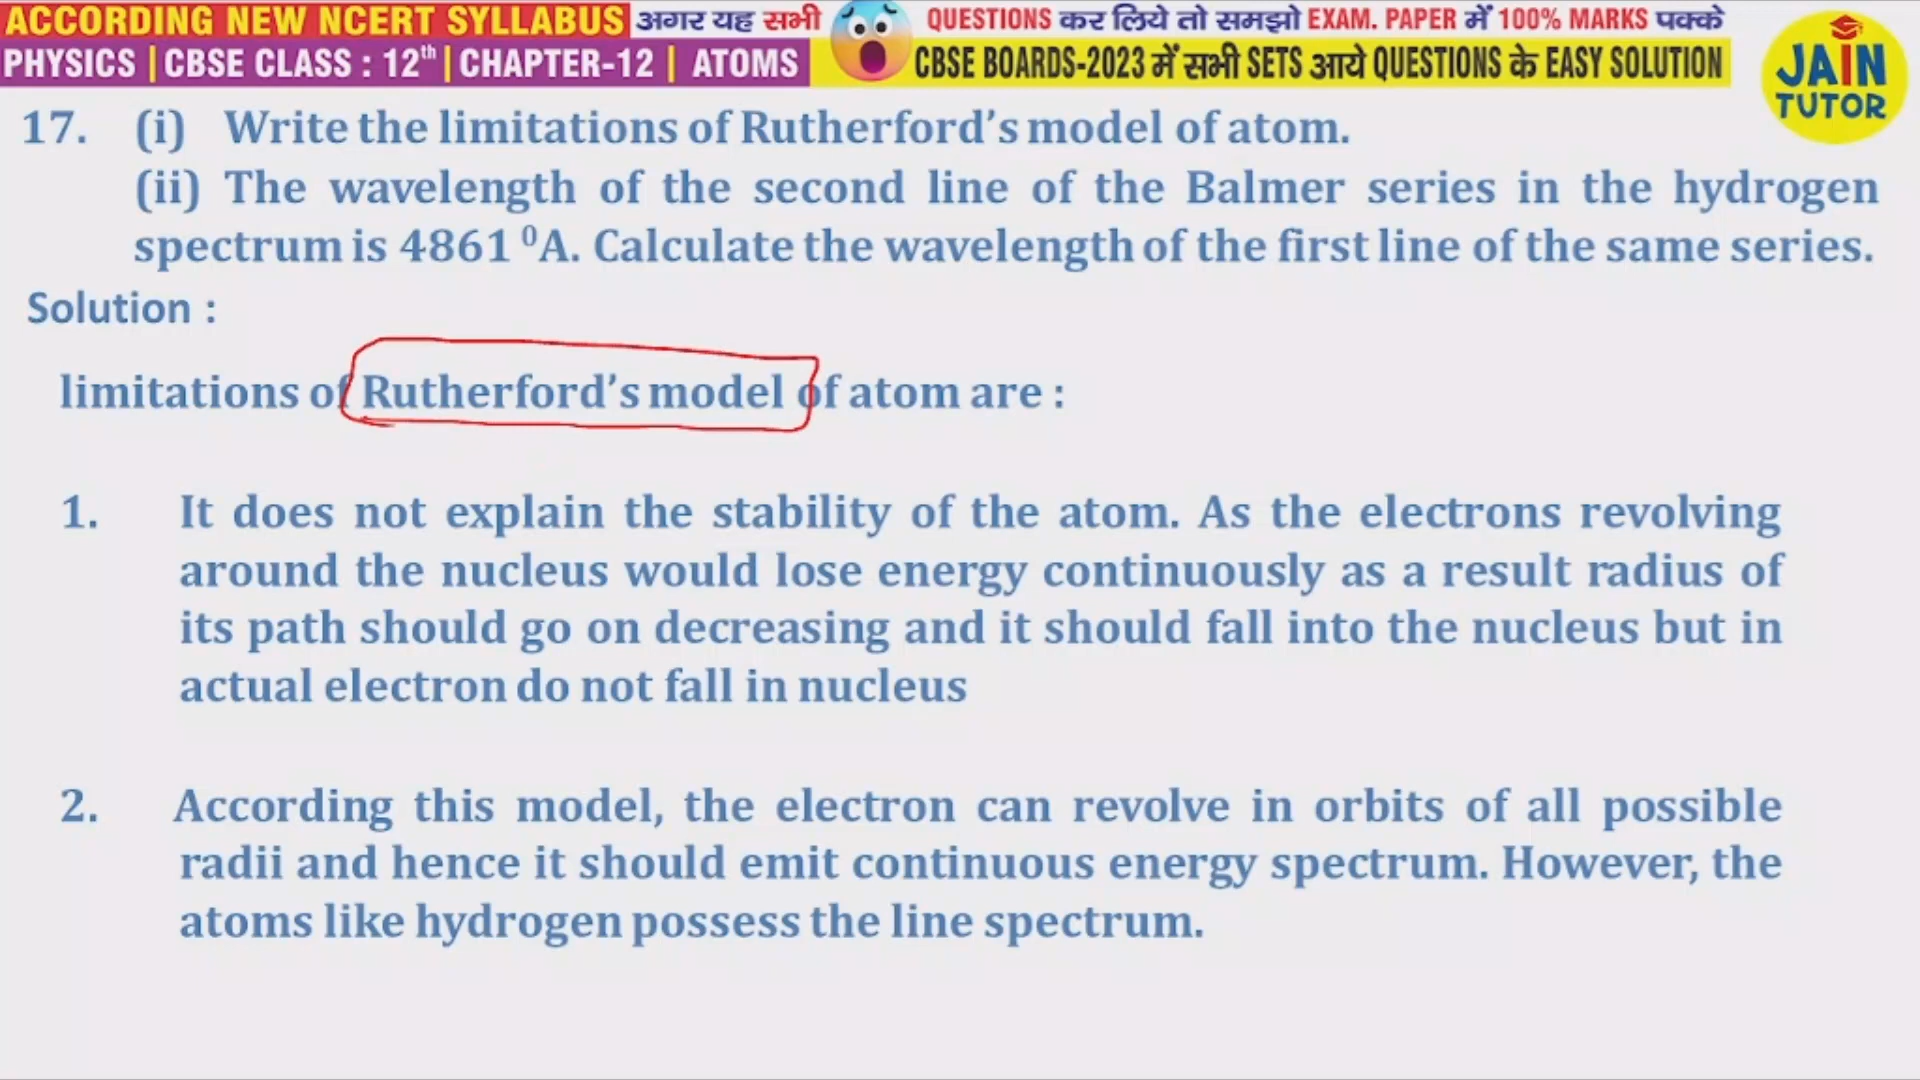 ACCORDING NEW NCERT SYLLABUS अगर यह सभी QUESTIONS कर लिये तो समझो EXAM. PAPER में 100% MARKS पक्के
PHYSICS | CBSE CLASS : 12th | CHAPTER-12 | ATOMS CBSE BOARDS-2023 में सभी SETS आये QUESTIONS के EASY SOLUTION
JAIN
TUTOR
17. (i) Write the limitations of Rutherford's model of atom.
(ii) The wavelength of the second line of the Balmer series in the hydrogen
spectrum is 4861 ⁰A. Calculate the wavelength of the first line of the same series.
Solution :
limitations of Rutherford's model of atom are :
1. It does not explain the stability of the atom. As the electrons revolving
around the nucleus would lose energy continuously as a result radius of
its path should go on decreasing and it should fall into the nucleus but in
actual electron do not fall in nucleus
2. According this model, the electron can revolve in orbits of all possible
radii and hence it should emit continuous energy spectrum. However, the
atoms like hydrogen possess the line spectrum.